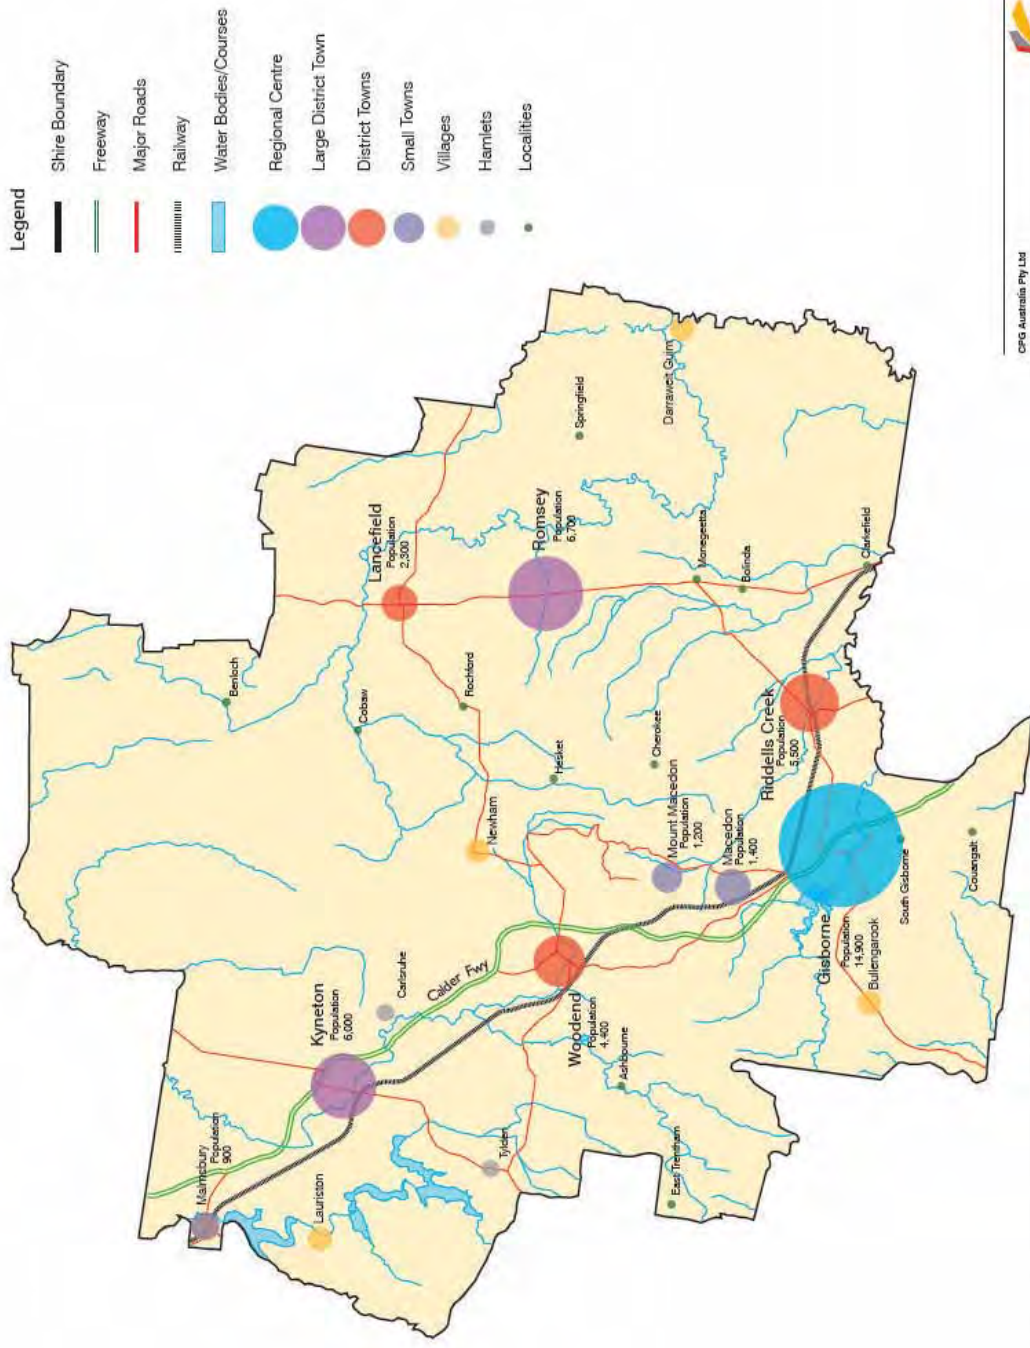 Legend
Shire Boundary
Freeway
Major Roads
Railway
Water Bodies/Courses
Regional Centre
Large District Town
District Towns
Small Towns
Villages
Hamlets
Localities
Malmsbury
Population
900
Lauriston
Kyneton
Population
6,000
Carlsruhe
Calder Fwy
Tylden
East Trentham
Ashbourne
Woodend
Population
4,400
Newham
Benloch
Cobaw
Rochford
Hesket
Cherokee
Lancefield
Population
2,300
Romsey
Population
6,700
Springfield
Darraweit Guim
Monegeetta
Bolinda
Clarkefield
Mount Macedon
Population
1,200
Macedon
Population
1,400
Riddells Creek
Population
5,500
Gisborne
Population
14,900
Bullengarook
South Gisborne
Couangalt
CPG Australia Pty Ltd